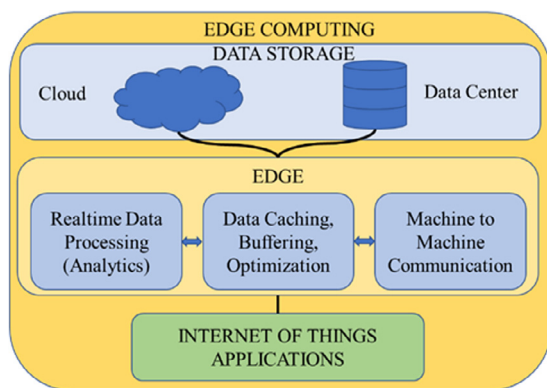 EDGE COMPUTING
DATA STORAGE
Cloud
Data Center
EDGE
Realtime Data
Processing
(Analytics)
Data Caching,
Buffering,
Optimization
Machine to
Machine
Communication
INTERNET OF THINGS
APPLICATIONS